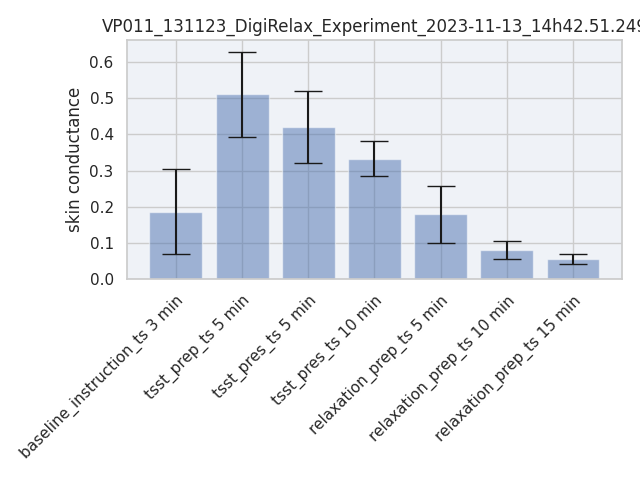 VP011_131123_DigiRelax_Experiment_2023-11-13_14h42.51.249
skin conductance
0.6
0.5
0.4
0.3
0.2
0.1
0.0
baseline_instruction_ts 3 min
tsst_prep_ts 5 min
tsst_pres_ts 5 min
tsst_pres_ts 10 min
relaxation_prep_ts 5 min
relaxation_prep_ts 10 min
relaxation_prep_ts 15 min